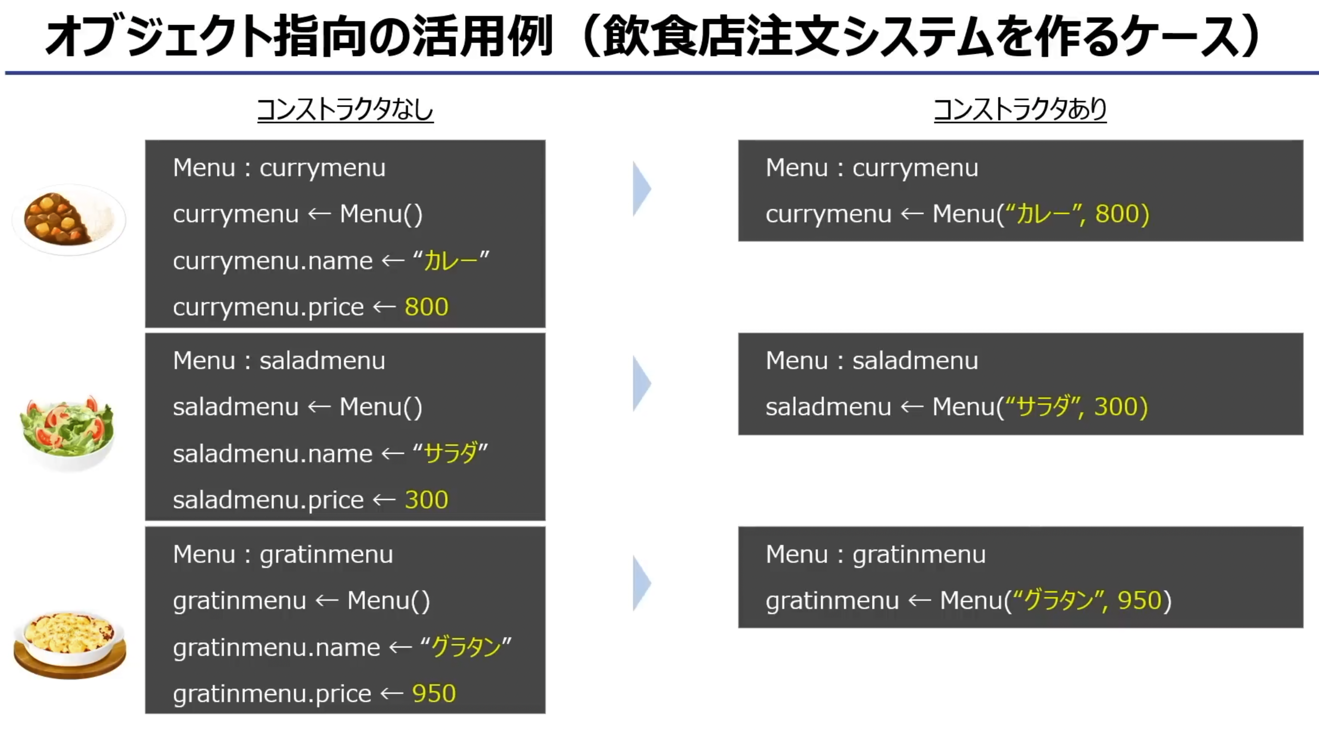 オブジェクト指向の活用例（飲食店注文システムを作るケース）
コンストラクタなし
Menu : currymenu
currymenu ← Menu()
currymenu.name ← “カレー”
currymenu.price ← 800
Menu : saladmenu
saladmenu ← Menu()
saladmenu.name ← “サラダ”
saladmenu.price ← 300
Menu : gratinmenu
gratinmenu ← Menu()
gratinmenu.name ← “グラタン”
gratinmenu.price ← 950
コンストラクタあり
Menu : currymenu
currymenu ← Menu(“カレー”, 800)
Menu : saladmenu
saladmenu ← Menu(“サラダ”, 300)
Menu : gratinmenu
gratinmenu ← Menu(“グラタン”, 950)